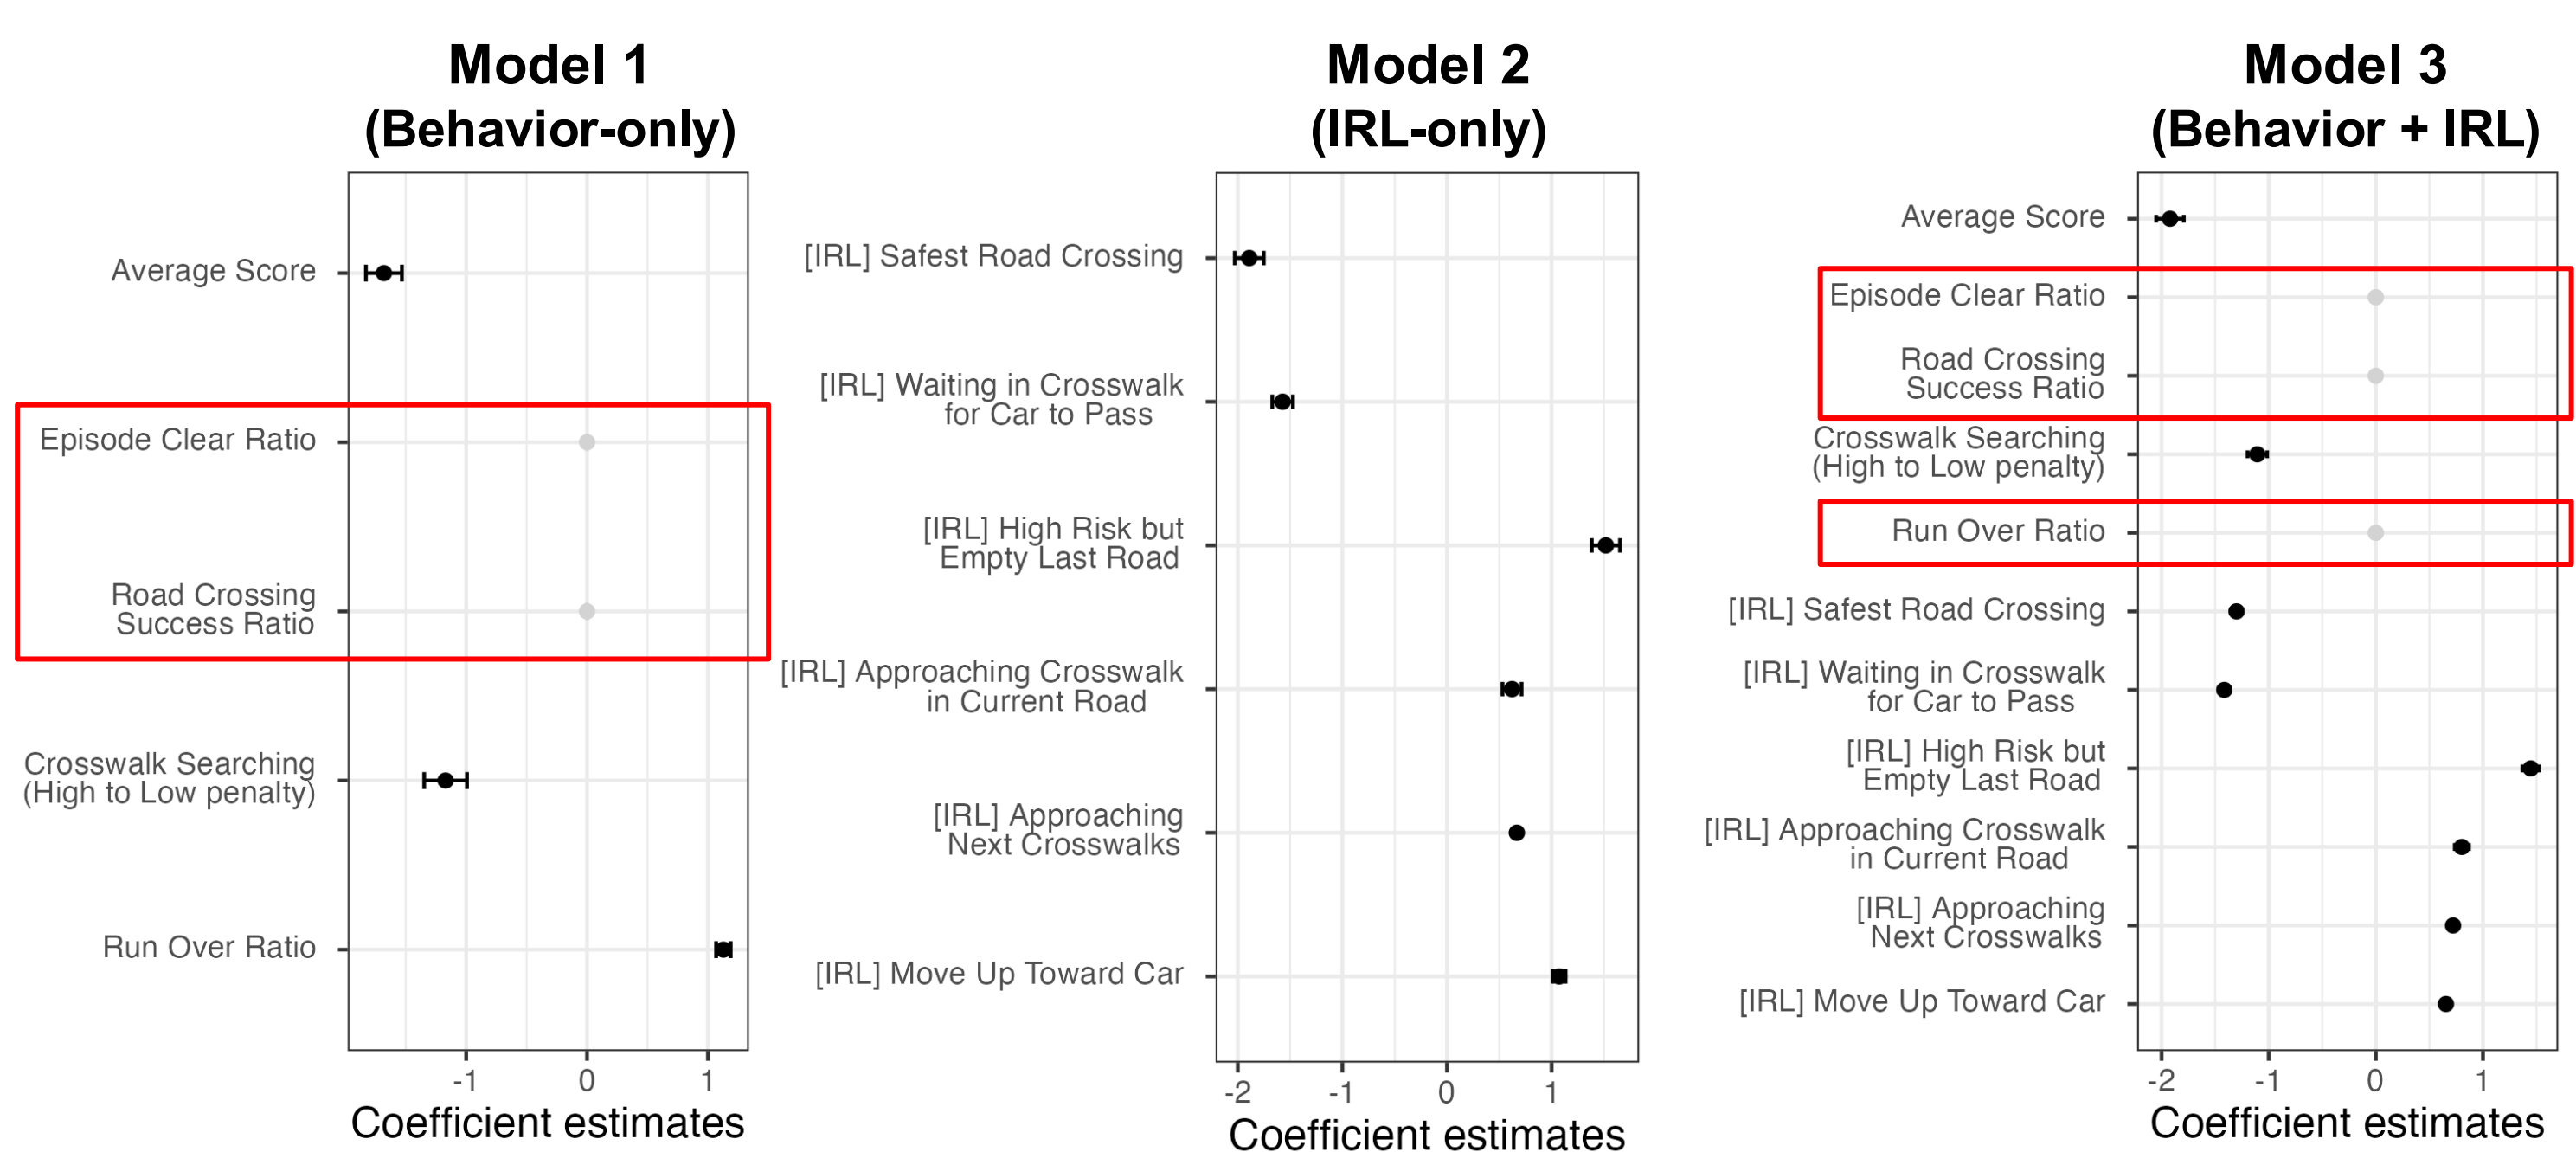 Model 1
(Behavior-only)
Average Score
Episode Clear Ratio
Road Crossing
Success Ratio
Crosswalk Searching
(High to Low penalty)
Run Over Ratio
-1
0
1
Coefficient estimates
Model 2
(IRL-only)
[IRL] Safest Road Crossing
[IRL] Waiting in Crosswalk
for Car to Pass
[IRL] High Risk but
Empty Last Road
[IRL] Approaching Crosswalk
in Current Road
[IRL] Approaching
Next Crosswalks
[IRL] Move Up Toward Car
-2
-1
0
1
Coefficient estimates
Model 3
(Behavior + IRL)
Average Score
Episode Clear Ratio
Road Crossing
Success Ratio
Crosswalk Searching
(High to Low penalty)
Run Over Ratio
[IRL] Safest Road Crossing
[IRL] Waiting in Crosswalk
for Car to Pass
[IRL] High Risk but
Empty Last Road
[IRL] Approaching Crosswalk
in Current Road
[IRL] Approaching
Next Crosswalks
[IRL] Move Up Toward Car
-2
-1
0
1
Coefficient estimates